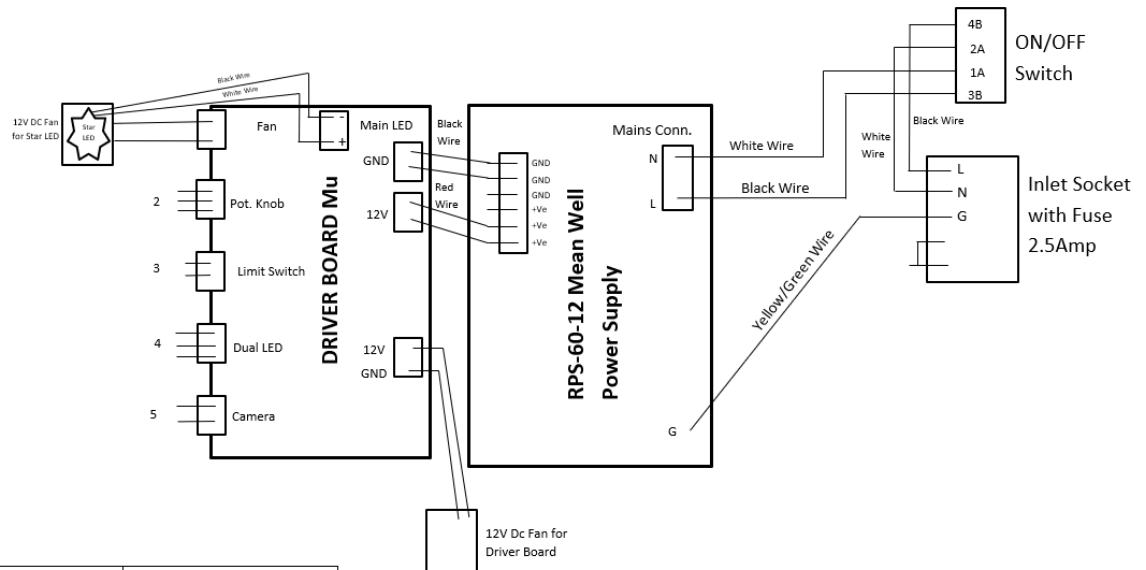 4B
2A
1A
3B
ON/OFF
Switch
Black Wire
White Wire
12V DC Fan
for Star LED
Star
LED
Fan
-
+
Main LED
GND
12V
Black
Wire
Red
Wire
GND
GND
GND
+Ve
+Ve
+Ve
Mains Conn.
N
L
White Wire
Black Wire
White
Wire
Black Wire
L
N
G
Inlet Socket
with Fuse
2.5Amp
2
Pot. Knob
3
Limit Switch
4
Dual LED
5
Camera
DRIVER BOARD Mu
12V
GND
RPS-60-12 Mean Well
Power Supply
Yellow/Green Wire
G
12V Dc Fan for
Driver Board